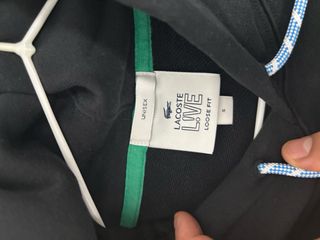 UNISEX
LACOSTE
LIVE
LOOSE FIT
S